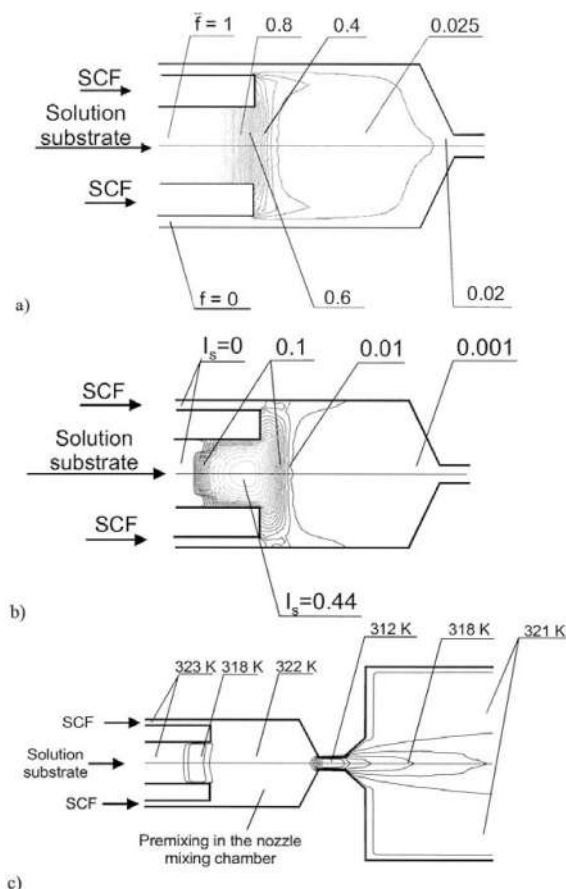 f̄ = 1
0.8
0.4
0.025
SCF
Solution
substrate
SCF
f = 0
0.6
0.02
a)
Iₛ=0
0.1
0.01
0.001
SCF
Solution
substrate
SCF
Iₛ=0.44
b)
323 K
318 K
322 K
312 K
318 K
321 K
SCF
Solution
substrate
SCF
Premixing in the nozzle
mixing chamber
c)